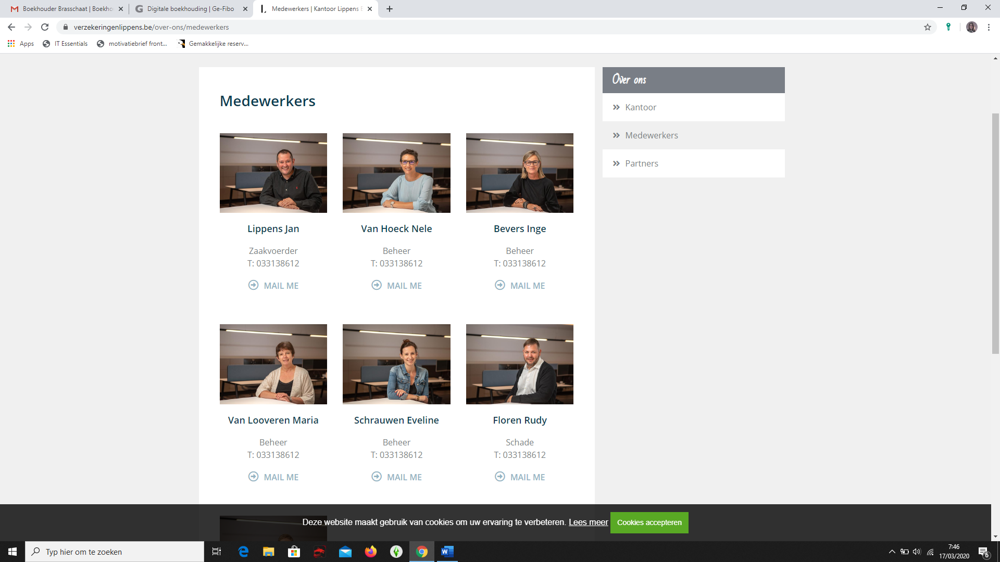 Boekhouder Brasschaat | Boekho
Digitale boekhouding | Ge-Fibo
Medewerkers | Kantoor Lippens B
verzekeringenlippens.be/over-ons/medewerkers
Apps
IT Essentials
motivatiebrief front...
Gemakkelijke reserv...
Medewerkers
Lippens Jan
Zaakvoerder
T: 033138612
MAIL ME
Van Hoeck Nele
Beheer
T: 033138612
MAIL ME
Bevers Inge
Beheer
T: 033138612
MAIL ME
Van Looveren Maria
Beheer
T: 033138612
MAIL ME
Schrauwen Eveline
Beheer
T: 033138612
MAIL ME
Floren Rudy
Schade
T: 033138612
MAIL ME
Over ons
Kantoor
Medewerkers
Partners
Deze website maakt gebruik van cookies om uw ervaring te verbeteren. Lees meer
Cookies accepteren
Typ hier om te zoeken
7:46
17/03/2020
6